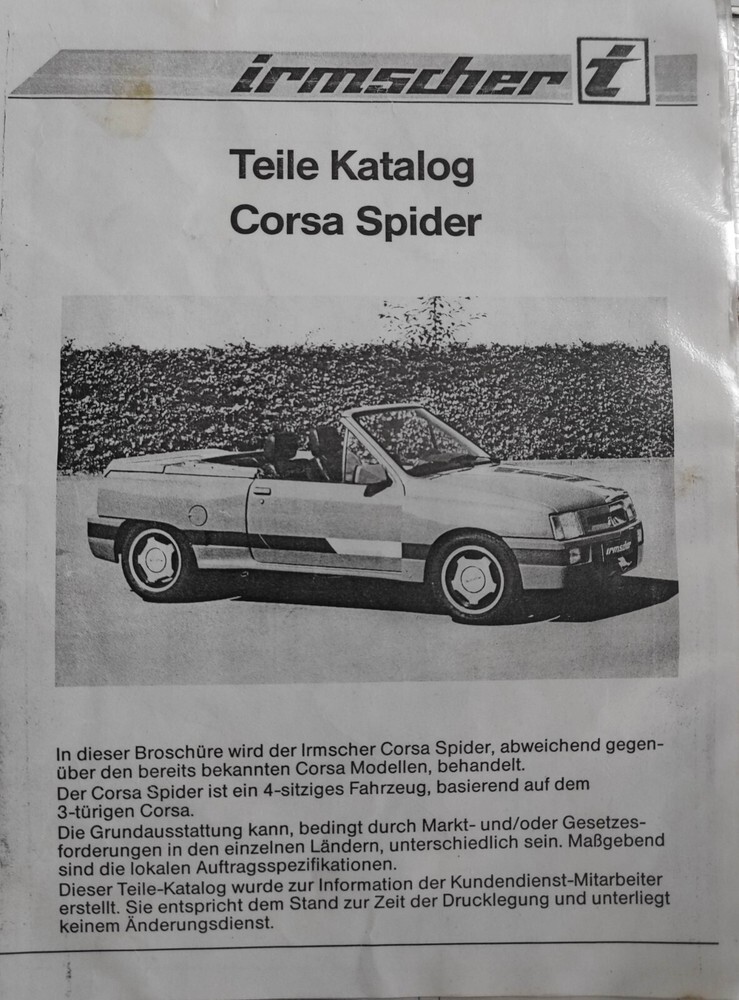 irmscher i
Teile Katalog
Corsa Spider
irmscher
In dieser Broschüre wird der Irmscher Corsa Spider, abweichend gegen-
über den bereits bekannten Corsa Modellen, behandelt.
Der Corsa Spider ist ein 4-sitziges Fahrzeug, basierend auf dem
3-türigen Corsa.
Die Grundausstattung kann, bedingt durch Markt- und/oder Gesetzes-
forderungen in den einzelnen Ländern, unterschiedlich sein. Maßgebend
sind die lokalen Auftragsspezifikationen.
Dieser Teile-Katalog wurde zur Information der Kundendienst-Mitarbeiter
erstellt. Sie entspricht dem Stand zur Zeit der Drucklegung und unterliegt
keinem Änderungsdienst.